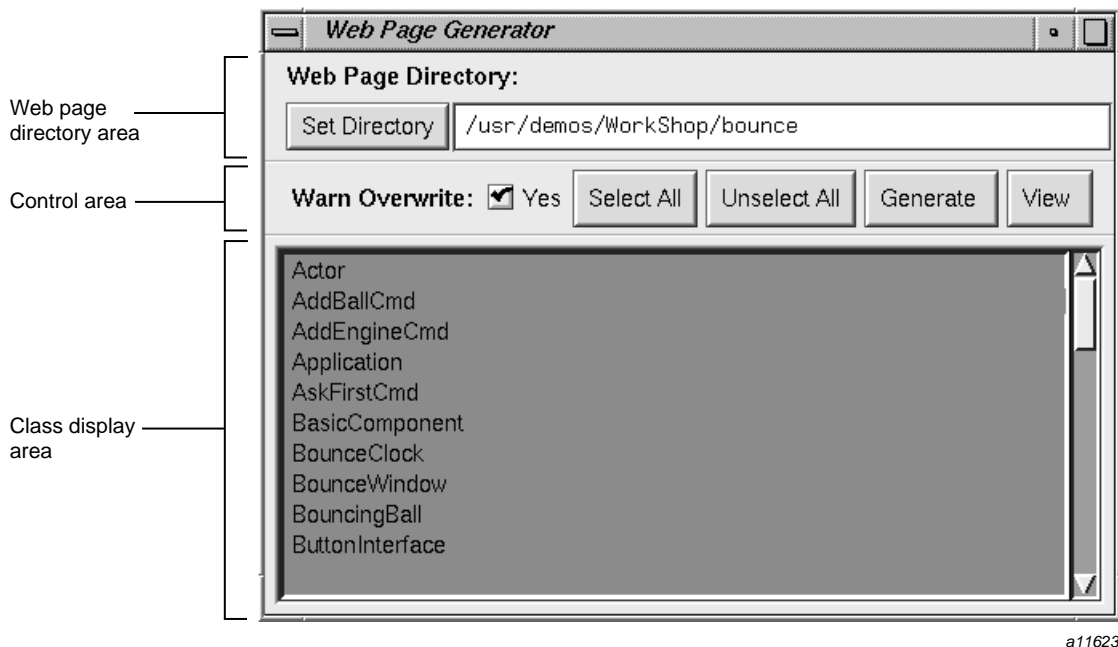 Web Page Generator
Web page
directory area
Web Page Directory:
Set Directory /usr/demos/WorkShop/bounce
Control area
Warn Overwrite: Yes Select All Unselect All Generate View
Class display
area
Actor
AddBallCmd
AddEngineCmd
Application
AskFirstCmd
BasicComponent
BounceClock
BounceWindow
BouncingBall
ButtonInterface
a11623